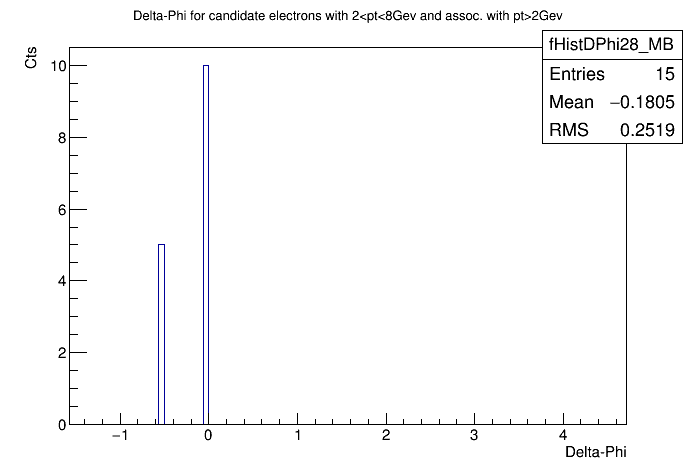 Delta-Phi for candidate electrons with 2<pt<8Gev and assoc. with pt>2Gev
fHistDPhi28_MB
Entries 15
Mean −0.1805
RMS 0.2519
Cts
10
8
6
4
2
0
−1 0 1 2 3 4
Delta-Phi